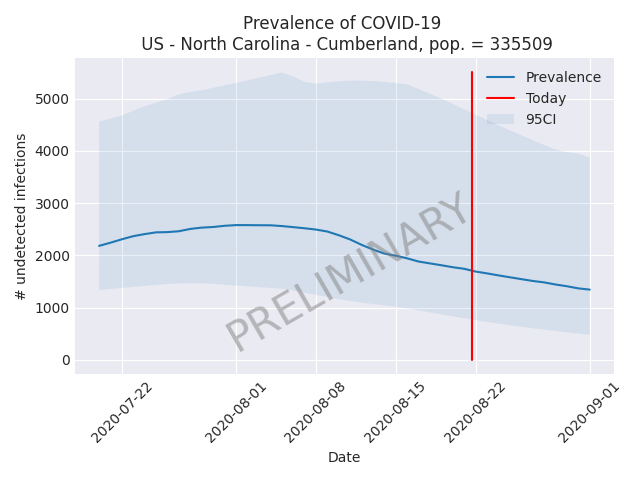 Prevalence of COVID-19
US - North Carolina - Cumberland, pop. = 335509
Prevalence
Today
95CI
# undetected infections
5000
4000
3000
2000
1000
0
PRELIMINARY
2020-07-22
2020-08-01
2020-08-08
2020-08-15
2020-08-22
2020-09-01
Date